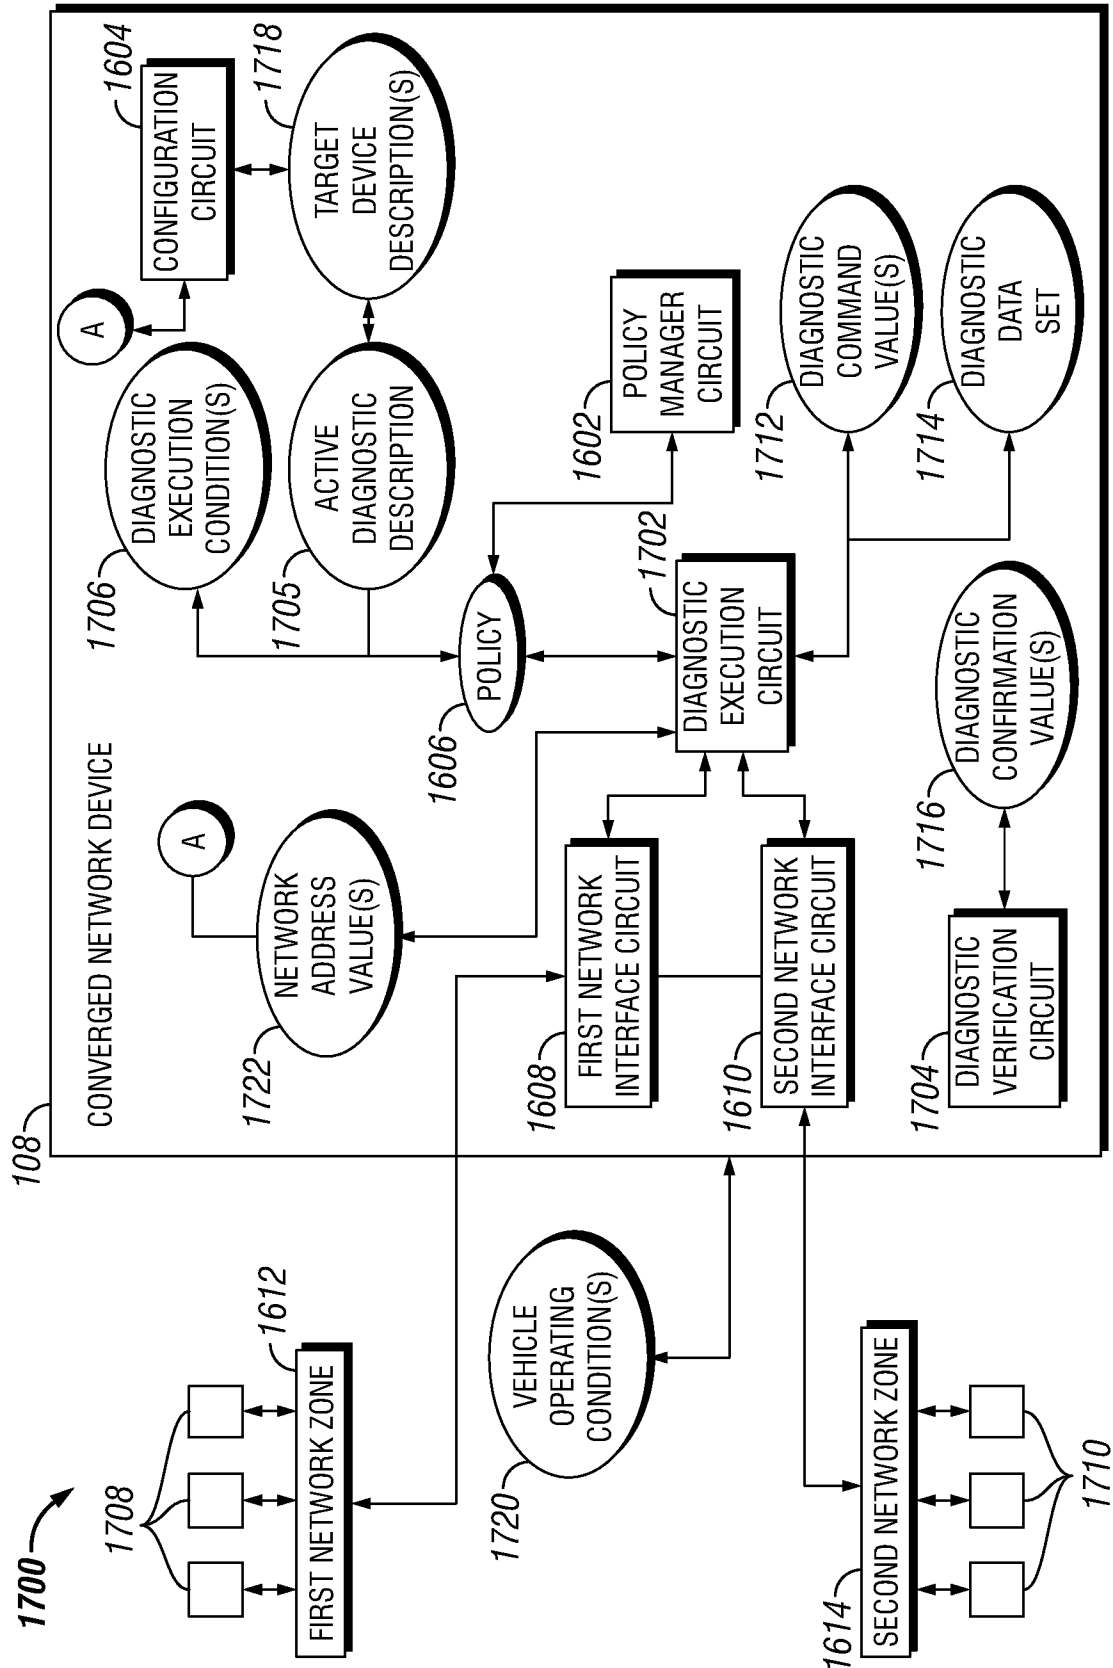 1700
1708
FIRST NETWORK ZONE
1612
VEHICLE
OPERATING
CONDITION(S)
1720
SECOND NETWORK ZONE
1614
1710
108
CONVERGED NETWORK DEVICE
A
NETWORK
ADDRESS
VALUE(S)
1722
FIRST NETWORK
INTERFACE CIRCUIT
1608
SECOND NETWORK
INTERFACE CIRCUIT
1610
DIAGNOSTIC
VERIFICATION
CIRCUIT
1704
DIAGNOSTIC
CONFIRMATION
VALUE(S)
1716
1706
DIAGNOSTIC
EXECUTION
CONDITION(S)
1705
ACTIVE
DIAGNOSTIC
DESCRIPTION
POLICY
1606
1702
DIAGNOSTIC
EXECUTION
CIRCUIT
1602
POLICY
MANAGER
CIRCUIT
A
1604
CONFIGURATION
CIRCUIT
1718
TARGET
DEVICE
DESCRIPTION(S)
1712
DIAGNOSTIC
COMMAND
VALUE(S)
1714
DIAGNOSTIC
DATA
SET